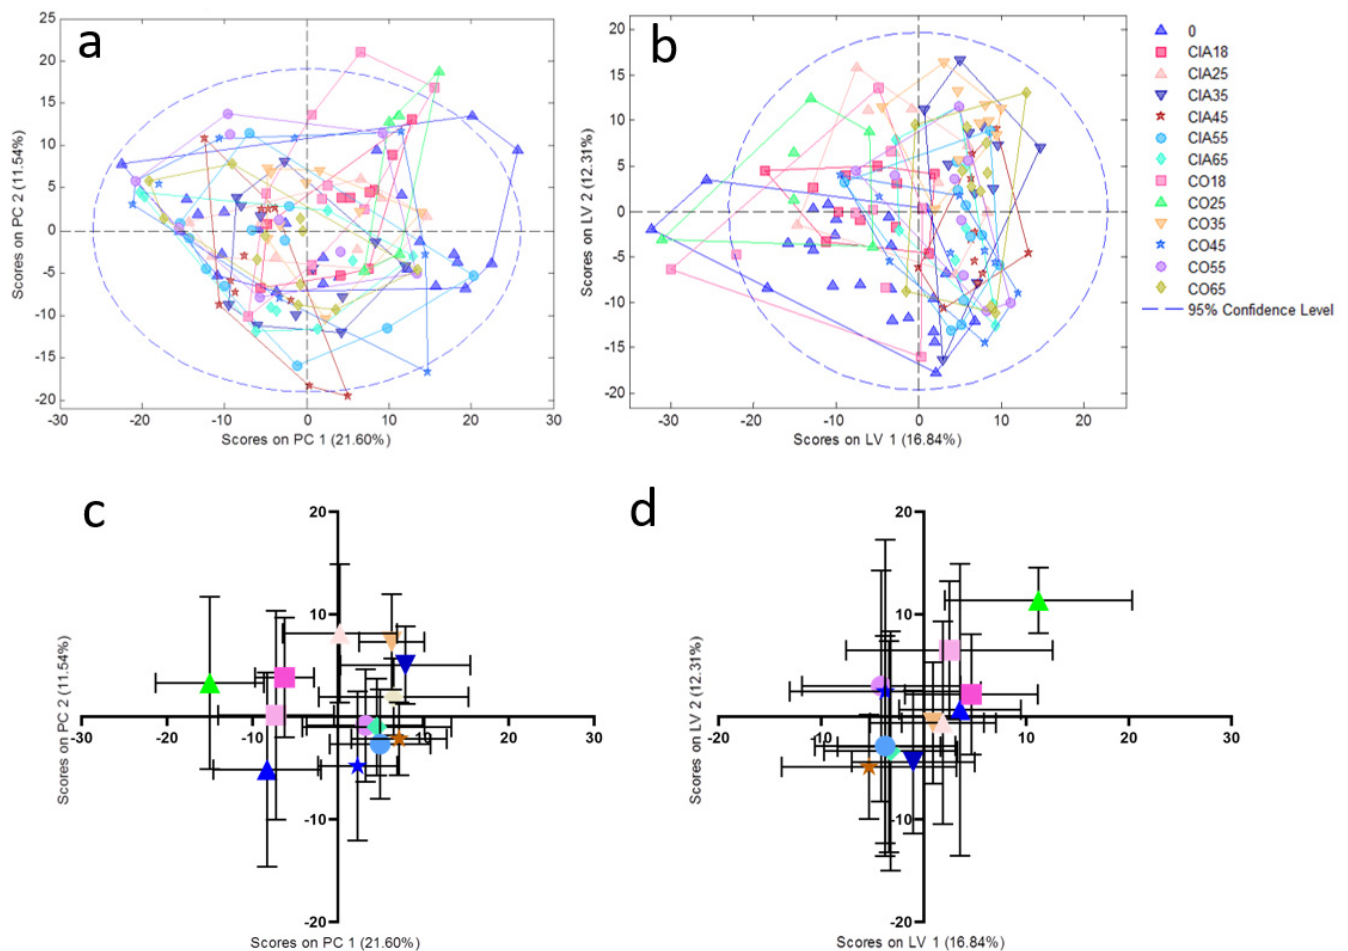 a
25
20
15
10
5
0
-5
-10
-15
-20
-30
-20
-10
0
10
20
30
Scores on PC 2 (11.54%)
Scores on PC 1 (21.60%)
b
20
15
10
5
0
-5
-10
-15
-20
-30
-20
-10
0
10
20
Scores on LV 2 (12.31%)
Scores on LV 1 (16.84%)
0
CIA18
CIA25
CIA35
CIA45
CIA55
CIA65
CO18
CO25
CO35
CO45
CO55
CO65
95% Confidence Level
c
20
10
-10
-20
-30
-20
-10
10
20
30
Scores on PC 2 (11.54%)
Scores on PC 1 (21.60%)
d
20
10
-10
-20
-20
-10
10
20
30
Scores on LV 2 (12.31%)
Scores on LV 1 (16.84%)